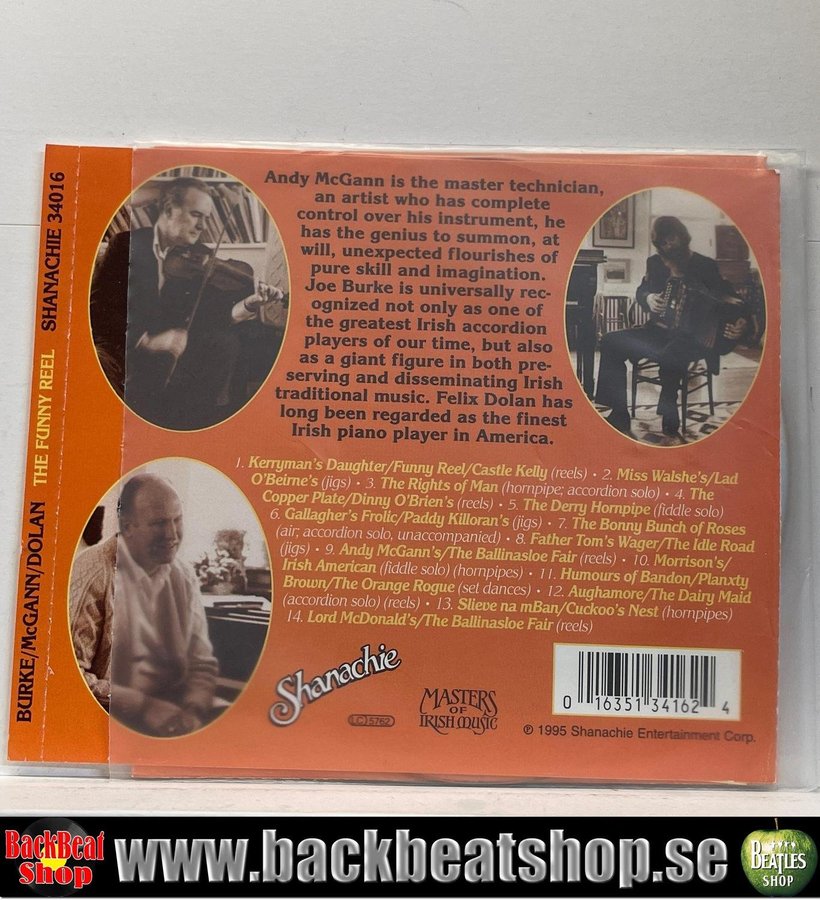 BURKE/McGANN/DOLAN THE FUNNY REEL SHANACHIE 34016
Andy McGann is the master technician,
an artist who has complete
control over his instrument, he
has the genius to summon, at
will, unexpected flourishes of
pure skill and imagination.
Joe Burke is universally rec-
ognized not only as one of
the greatest Irish accordion
players of our time, but also
as a giant figure in both pre-
serving and disseminating Irish
traditional music. Felix Dolan has
long been regarded as the finest
Irish piano player in America.
1. Kerryman's Daughter/Funny Reel/Castle Kelly (reels) • 2. Miss Walshe's/Lad
O'Beirne's (jigs) • 3. The Rights of Man (hornpipe; accordion solo) • 4. The
Copper Plate/Dinny O'Brien's (reels) • 5. The Derry Hornpipe (fiddle solo)
6. Gallagher's Frolic/Paddy Killoran's (jigs) • 7. The Bonny Bunch of Roses
(air; accordion solo, unaccompanied) • 8. Father Tom's Wager/The Idle Road
(jigs) • 9. Andy McGann's/The Ballinasloe Fair (reels) • 10. Morrison's/
Irish American (fiddle solo) (hornpipes) • 11. Humours of Bandon/Planxty
Brown/The Orange Rogue (set dances) • 12. Aughamore/The Dairy Maid
(accordion solo) (reels) • 13. Slieve na mBan/Cuckoo's Nest (hornpipes)
14. Lord McDonald's/The Ballinasloe Fair (reels)
Shanachie
LC 5762
MASTERS
OF
IRISH MUSIC
0 16351 34162 4
℗ 1995 Shanachie Entertainment Corp.
BackBeat
Shop
www.backbeatshop.se
BEATLES
SHOP